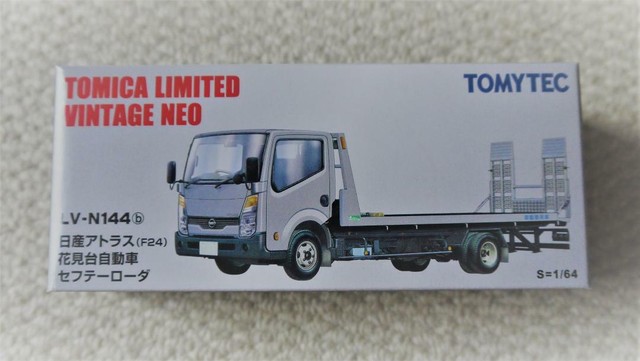 TOMICA LIMITED
VINTAGE NEO
TOMYTEC
LV-N144ⓑ
日産アトラス(F24)
花見台自動車
セフテーローダ
S=1/64